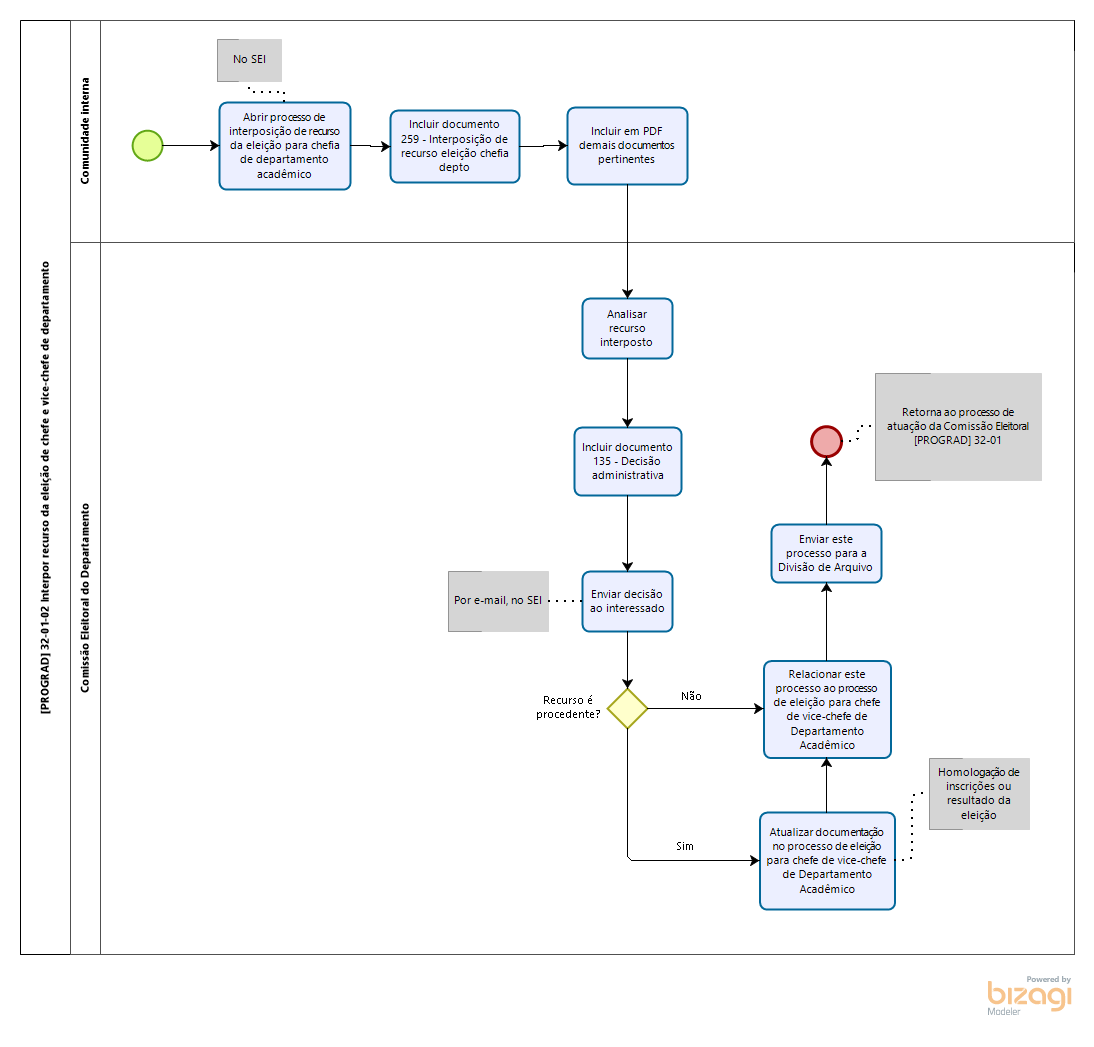 [PROGRAD] 32-01-02 Interpor recurso da eleição de chefe e vice-chefe de departamento
Comunidade interna
No SEI
Abrir processo de
interposição de recurso
da eleição para chefia
de departamento
acadêmico
Incluir documento
259 - Interposição de
recurso eleição chefia
depto
Incluir em PDF
demais documentos
pertinentes
Comissão Eleitoral do Departamento
Analisar
recurso
interposto
Incluir documento
135 - Decisão
administrativa
Por e-mail, no SEI
Enviar decisão
ao interessado
Recurso é
procedente?
Não
Sim
Retorna ao processo de
atuação da Comissão Eleitoral
[PROGRAD] 32-01
Enviar este
processo para a
Divisão de Arquivo
Relacionar este
processo ao processo
de eleição para chefe
de vice-chefe de
Departamento
Acadêmico
Homologação de
inscrições ou
resultado da
eleição
Atualizar documentação
no processo de eleição
para chefe de vice-chefe
de Departamento
Acadêmico
Powered by
bizagi
Modeler